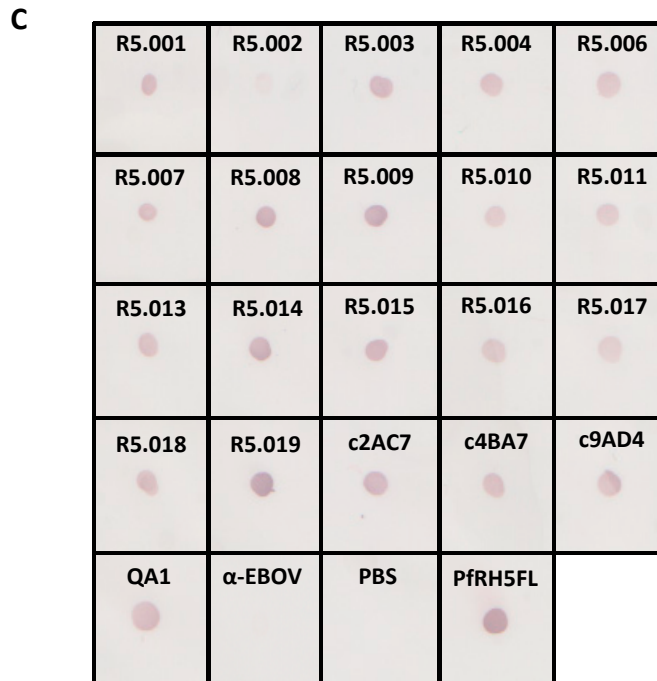 C
R5.001 R5.002 R5.003 R5.004 R5.006
R5.007 R5.008 R5.009 R5.010 R5.011
R5.013 R5.014 R5.015 R5.016 R5.017
R5.018 R5.019 c2AC7 c4BA7 c9AD4
QA1 α-EBOV PBS PfRH5FL